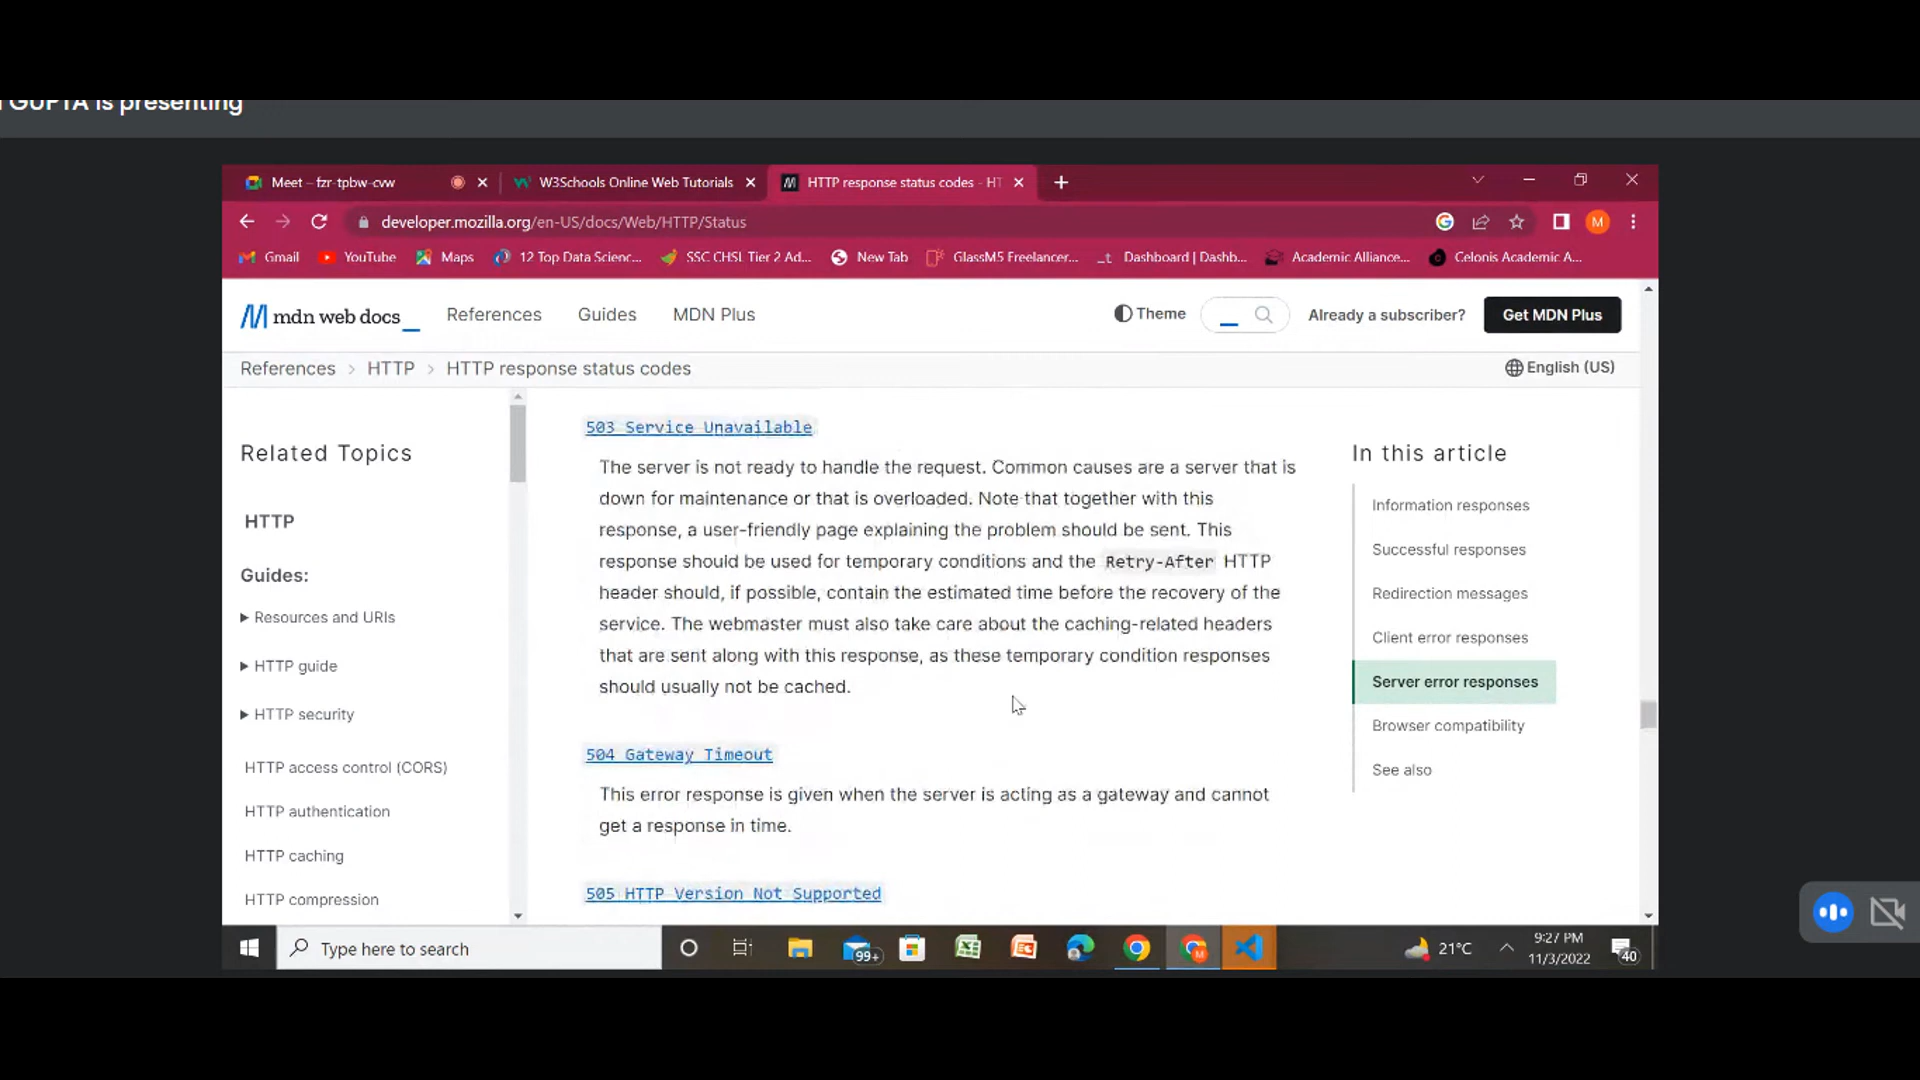 GUPTA is presenting
Meet – fzr-tpbw-cvw
W3Schools Online Web Tutorials
HTTP response status codes - HT
developer.mozilla.org/en-US/docs/Web/HTTP/Status
M
Gmail
YouTube
Maps
12 Top Data Scienc...
SSC CHSL Tier 2 Ad...
New Tab
GlassM5 Freelancer...
Dashboard | Dashb...
Academic Alliance...
Celonis Academic A...
mdn web docs_
References
Guides
MDN Plus
Theme
Already a subscriber?
Get MDN Plus
References > HTTP > HTTP response status codes
English (US)
Related Topics
HTTP
Guides:
Resources and URIs
HTTP guide
HTTP security
HTTP access control (CORS)
HTTP authentication
HTTP caching
HTTP compression
503 Service Unavailable
The server is not ready to handle the request. Common causes are a server that is
down for maintenance or that is overloaded. Note that together with this
response, a user-friendly page explaining the problem should be sent. This
response should be used for temporary conditions and the Retry-After HTTP
header should, if possible, contain the estimated time before the recovery of the
service. The webmaster must also take care about the caching-related headers
that are sent along with this response, as these temporary condition responses
should usually not be cached.
504 Gateway Timeout
This error response is given when the server is acting as a gateway and cannot
get a response in time.
505 HTTP Version Not Supported
In this article
Information responses
Successful responses
Redirection messages
Client error responses
Server error responses
Browser compatibility
See also
Type here to search
99+
21°C
9:27 PM
11/3/2022
40